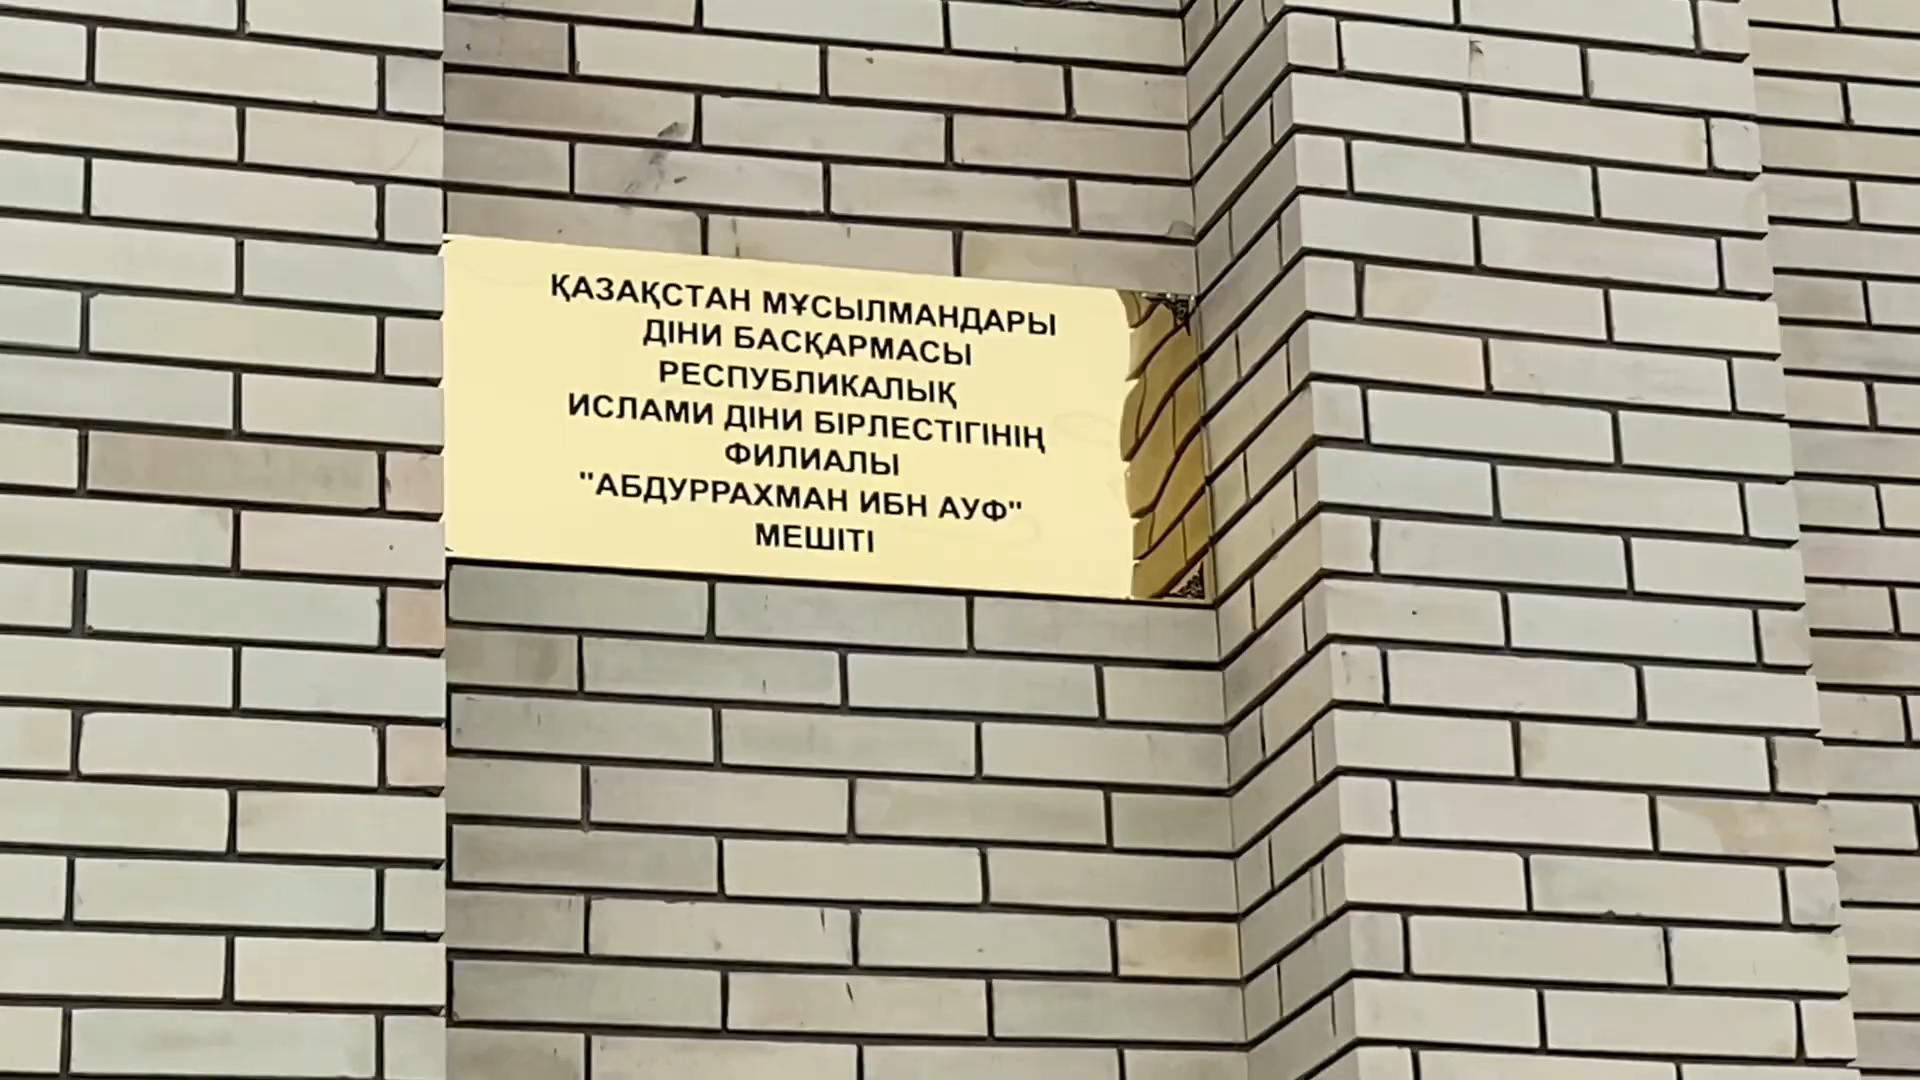 ҚАЗАҚСТАН МҰСЫЛМАНДАРЫ
ДІНИ БАСҚАРМАСЫ
РЕСПУБЛИКАЛЫҚ
ИСЛАМИ ДІНИ БІРЛЕСТІГІНІҢ
ФИЛИАЛЫ
"АБДУРРАХМАН ИБН АУФ"
МЕШІТІ